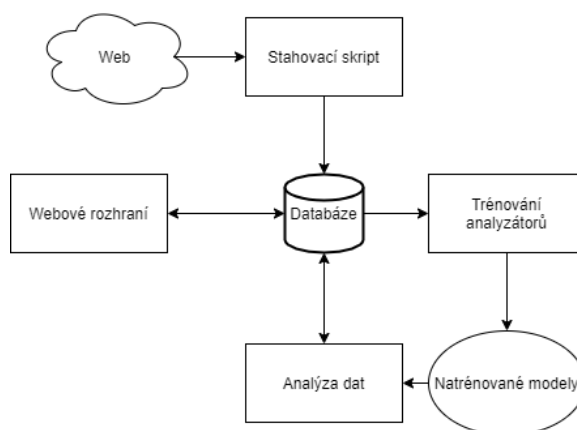 Web
Stahovací skript
Webové rozhraní
Databáze
Trénování
analyzátorů
Analýza dat
Natrénované modely